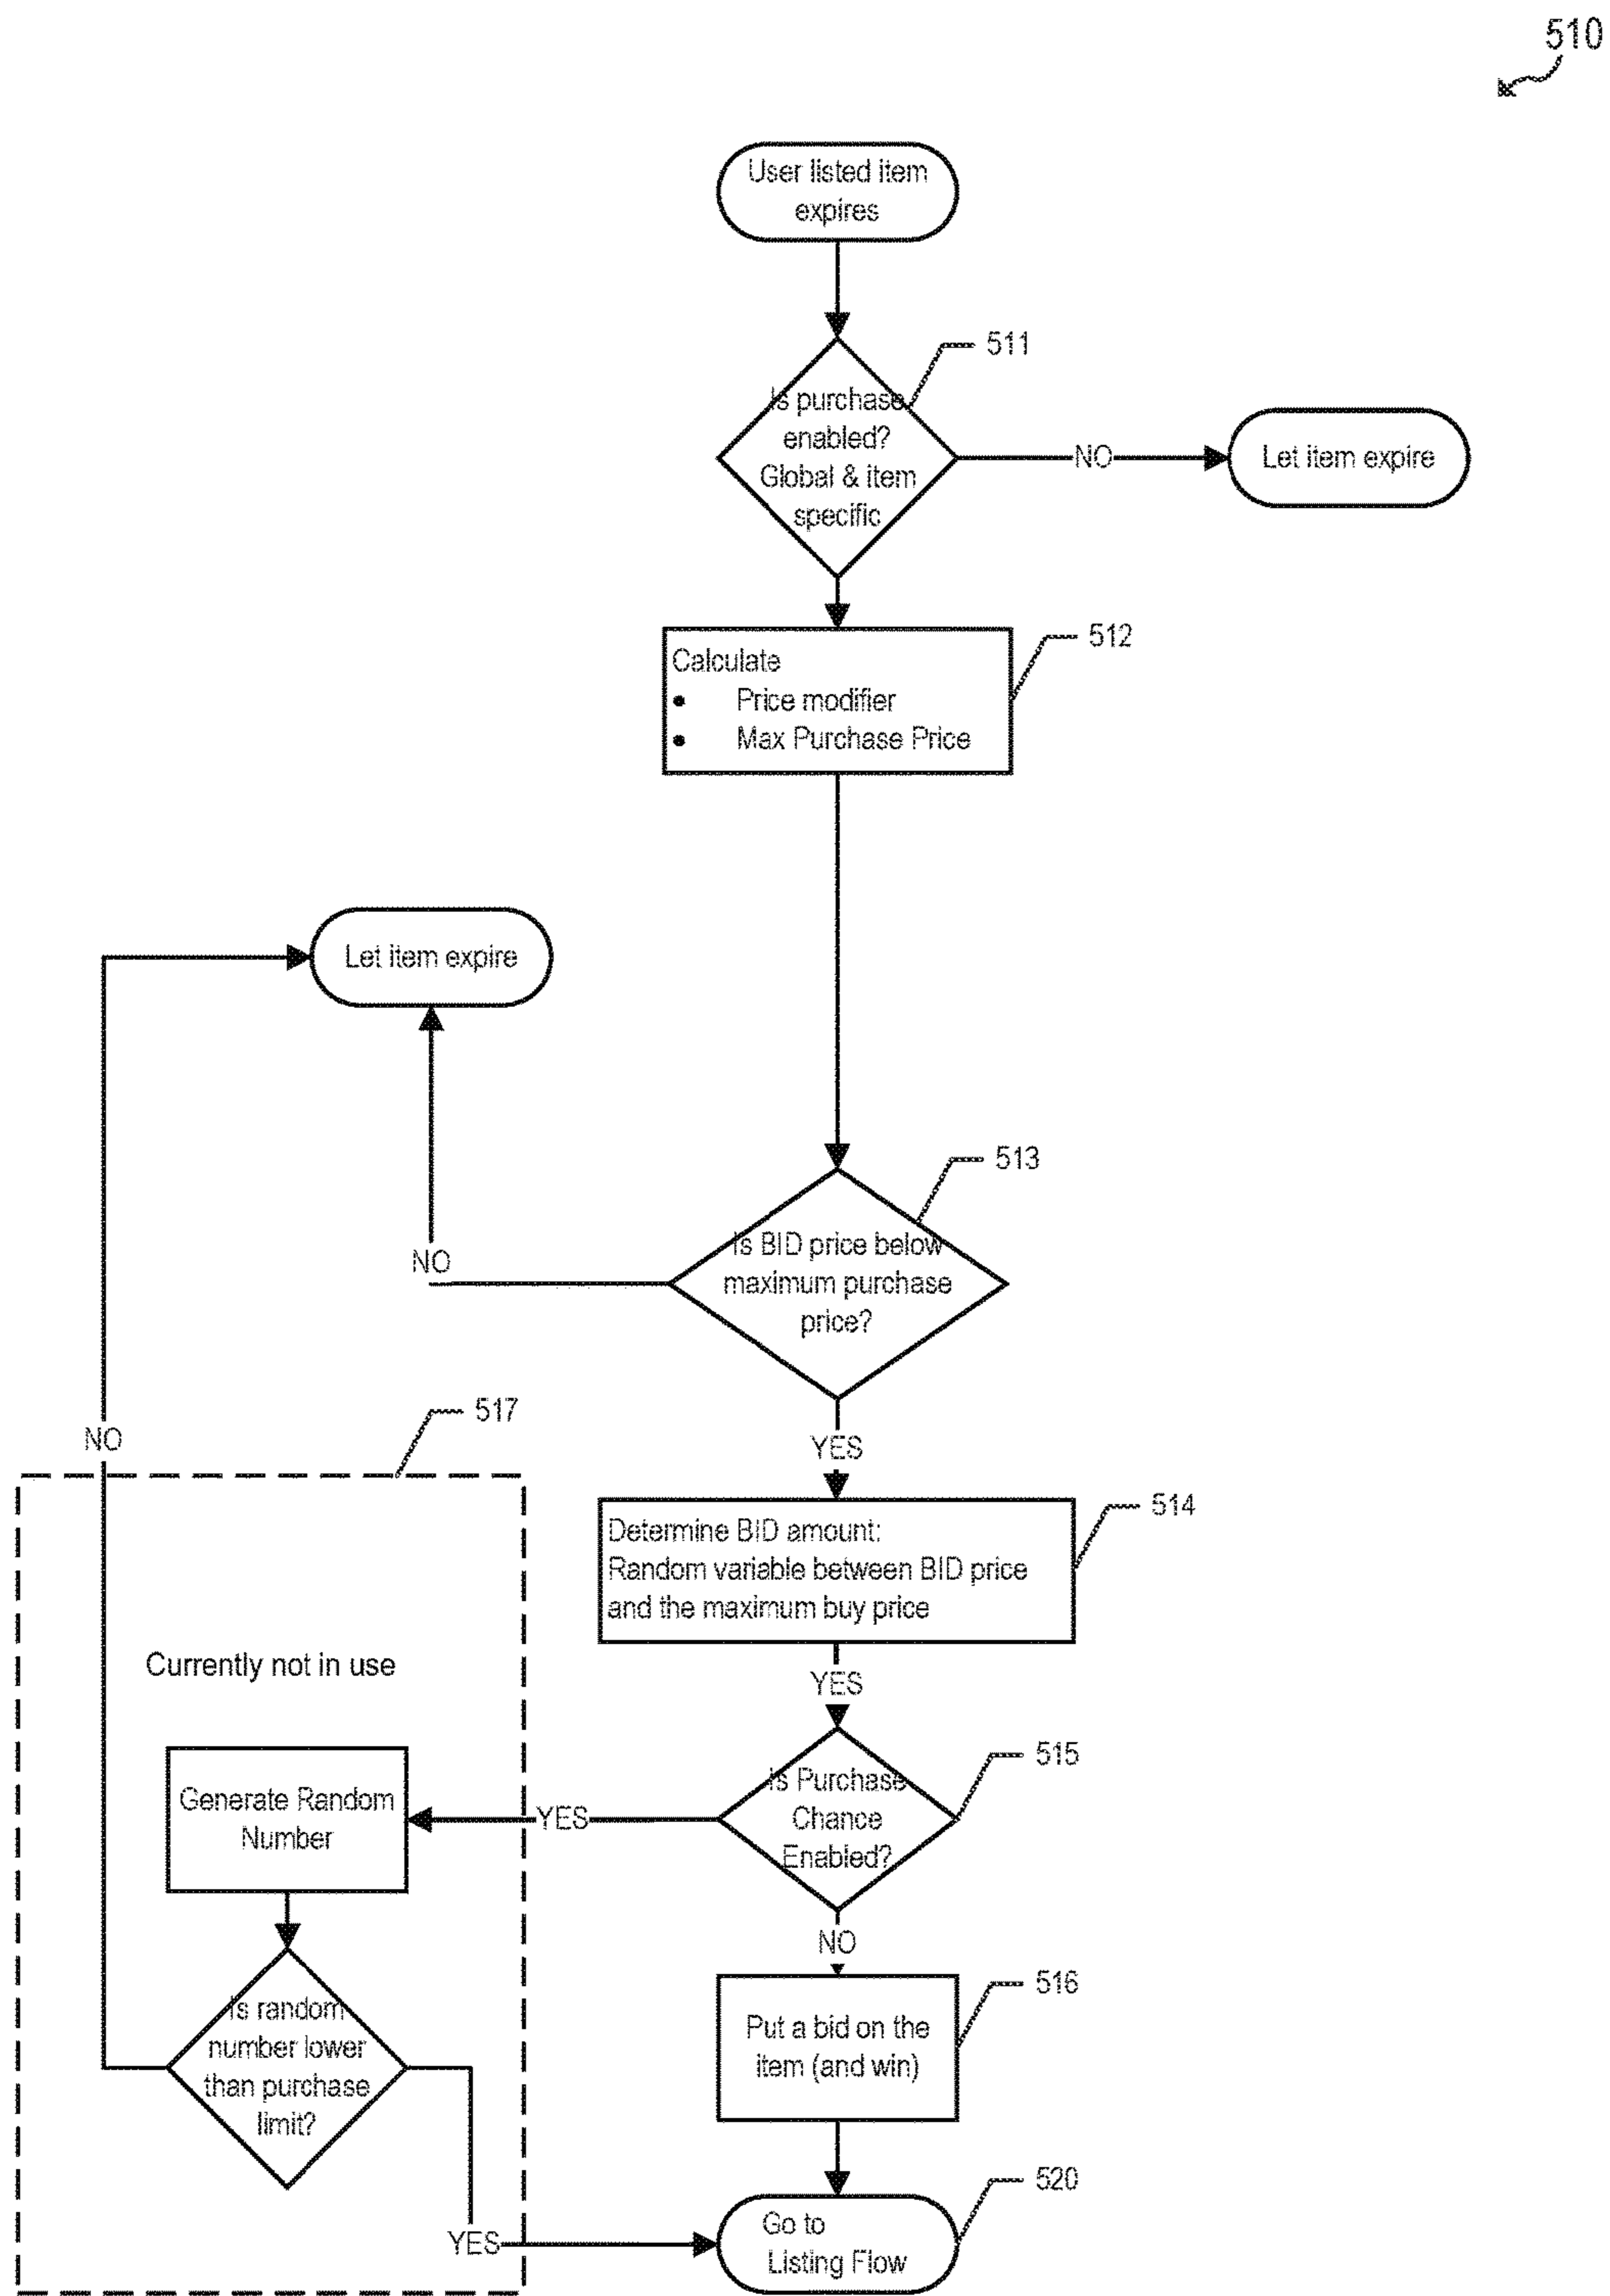 510
User listed item
expires
511
Is purchase
enabled?
Global & item
specific
NO
Let item expire
512
Calculate
• Price modifier
• Max Purchase Price
Let item expire
513
Is BID price below
maximum purchase
price?
NO
YES
517
NO
514
Determine BID amount:
Random variable between BID price
and the maximum buy price
Currently not in use
YES
515
Is Purchase
Chance
Enabled?
YES
Generate Random
Number
NO
516
Put a bid on the
item (and win)
Is random
number lower
than purchase
limit?
520
YES
Go to
Listing Flow